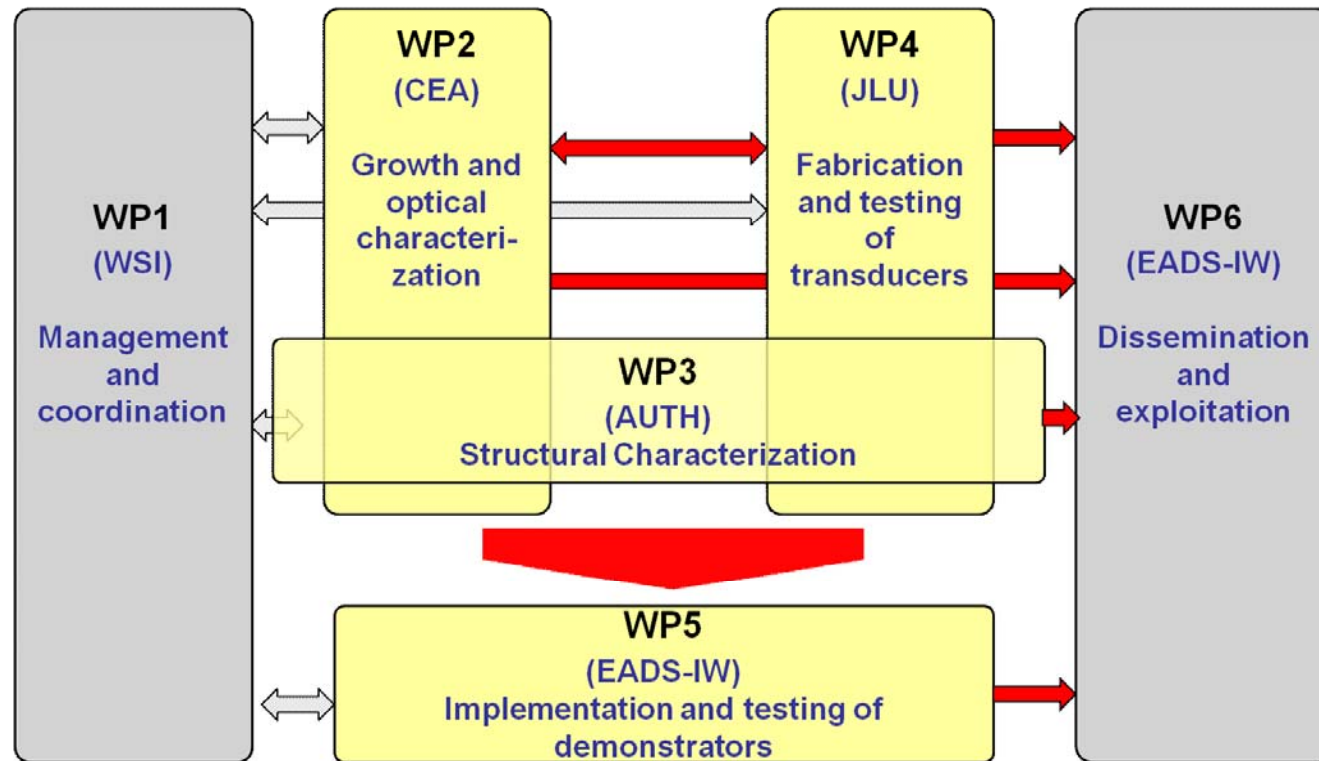 WP1
(WSI)
Management
and
coordination
WP2
(CEA)
Growth and
optical
characteri-
zation
WP4
(JLU)
Fabrication
and testing
of
transducers
WP3
(AUTH)
Structural Characterization
WP5
(EADS-IW)
Implementation and testing of
demonstrators
WP6
(EADS-IW)
Dissemination
and
exploitation